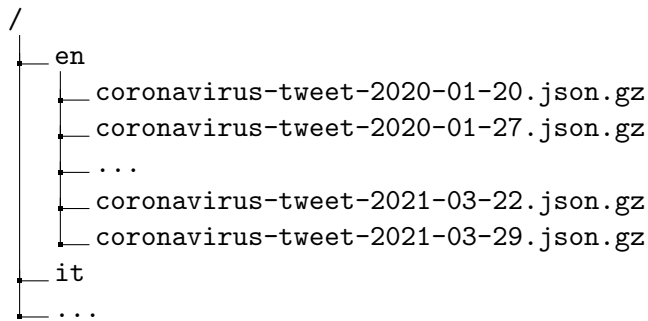 /
en
coronavirus-tweet-2020-01-20.json.gz
coronavirus-tweet-2020-01-27.json.gz
...
coronavirus-tweet-2021-03-22.json.gz
coronavirus-tweet-2021-03-29.json.gz
it
...